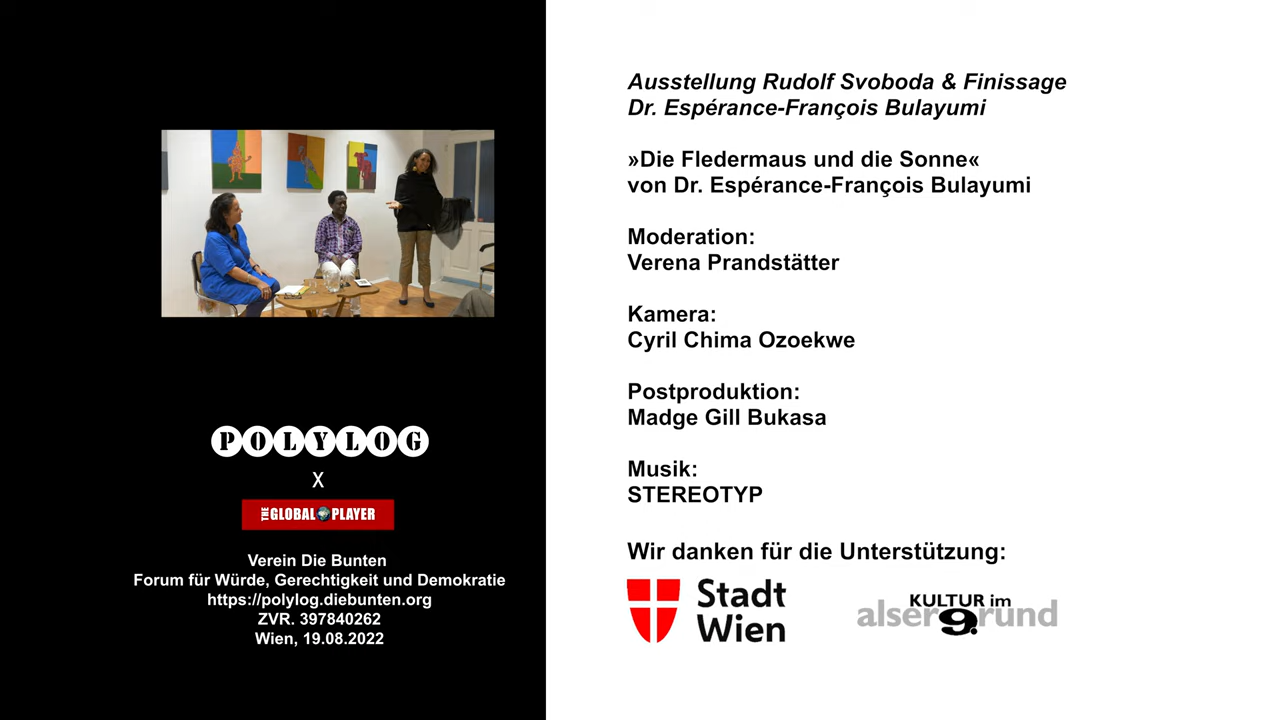 POLYLOG
X
THE GLOBAL PLAYER
Verein Die Bunten
Forum für Würde, Gerechtigkeit und Demokratie
https://polylog.diebunten.org
ZVR. 397840262
Wien, 19.08.2022
Ausstellung Rudolf Svoboda & Finissage
Dr. Espérance-François Bulayumi
»Die Fledermaus und die Sonne«
von Dr. Espérance-François Bulayumi
Moderation:
Verena Prandstätter
Kamera:
Cyril Chima Ozoekwe
Postproduktion:
Madge Gill Bukasa
Musik:
STEREOTYP
Wir danken für die Unterstützung:
Stadt
Wien
KULTUR im
alser9.rund